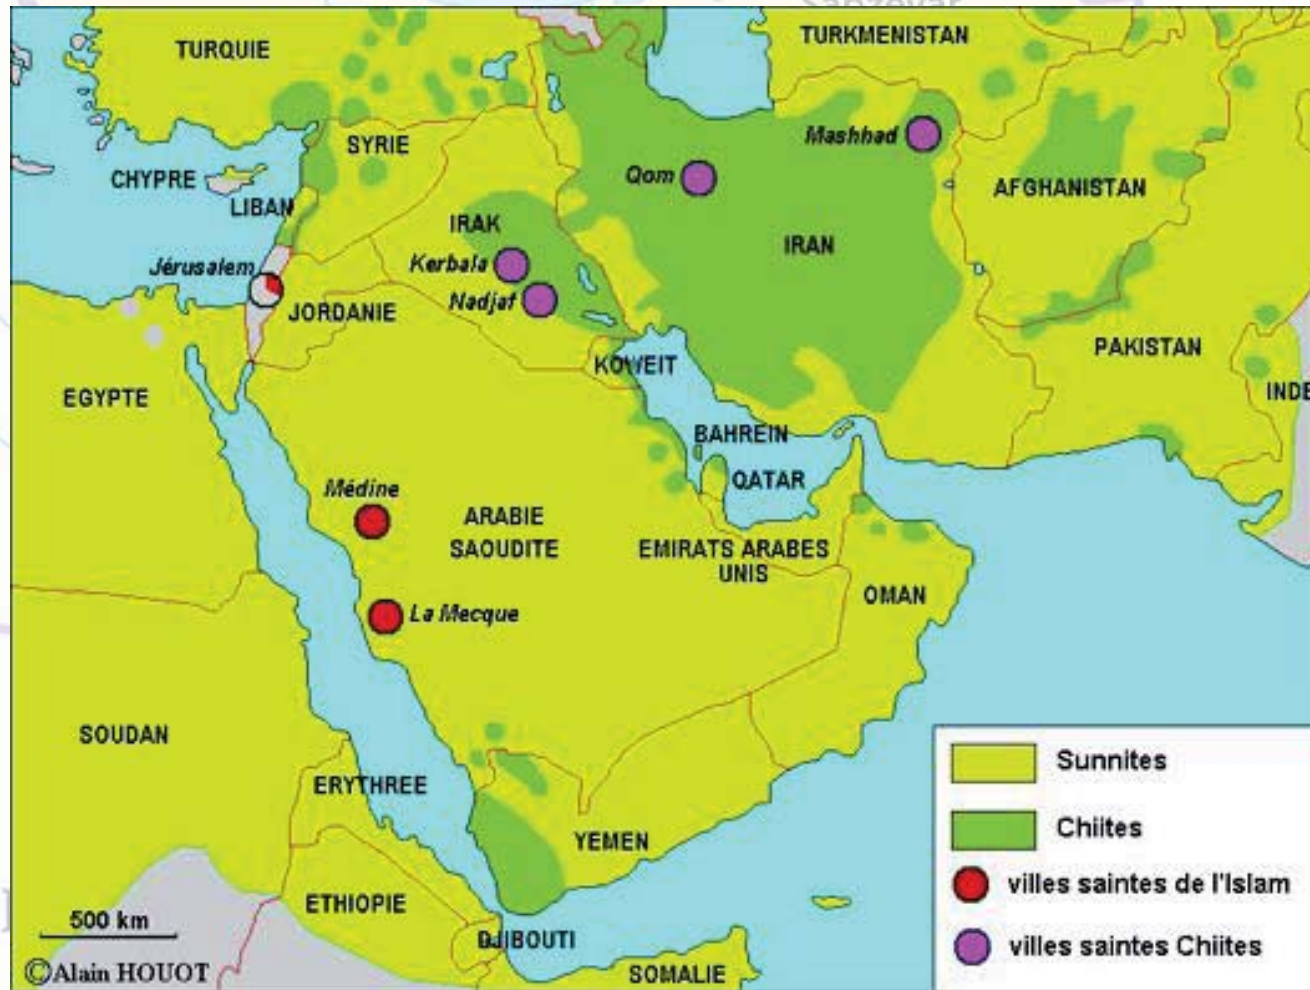 TURQUIE
TURKMENISTAN
Mashhad
SYRIE
CHYPRE
Qom
AFGHANISTAN
LIBAN
IRAK
IRAN
Jérusalem
Kerbala
Nadjaf
JORDANIE
PAKISTAN
KOWEIT
EGYPTE
INDE
BAHREIN
QATAR
Médine
ARABIE
SAOUDITE
EMIRATS ARABES
UNIS
OMAN
La Mecque
SOUDAN
ERYTHREE
YEMEN
ETHIOPIE
DJIBOUTI
SOMALIE
500 km
©Alain HOUOT
Sunnites
Chiites
villes saintes de l'Islam
villes saintes Chiites